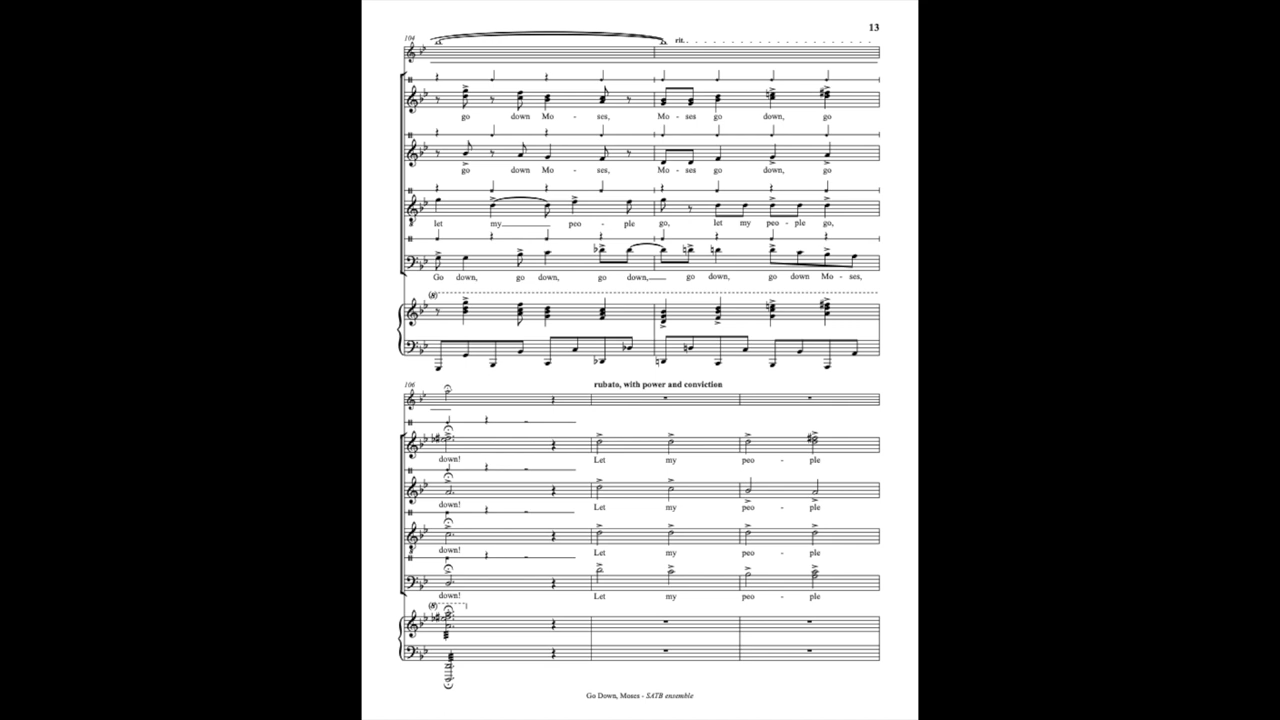 13
104
rit.
go down Mo - ses, Mo - ses go down, go
go down Mo - ses, Mo - ses go down, go
let my peo - ple go, let my peo - ple go,
Go down, go down, go down, go down, go down Mo - ses,
(8)
106
rubato, with power and conviction
down! Let my peo - ple
down! Let my peo - ple
down! Let my peo - ple
down! Let my peo - ple
(8)
Go Down, Moses - SATB ensemble